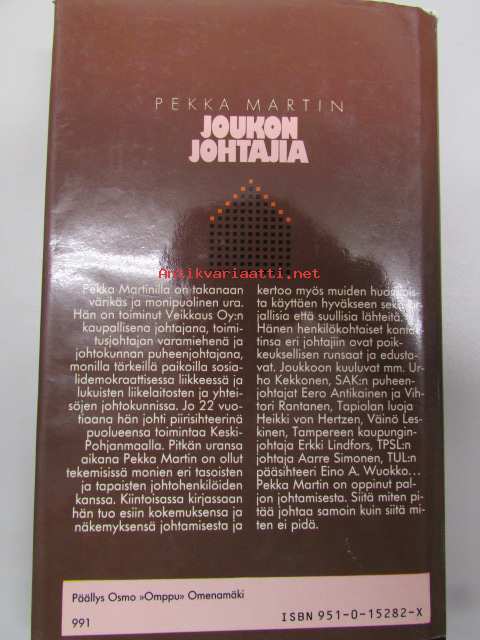 PEKKA MARTIN
JOUKON
JOHTAJIA
Antikvariaatti.net
Pekka Martinilla on takanaan
värikäs ja monipuolinen ura.
Hän on toiminut Veikkaus Oy:n
kaupallisena johtajana, toimi-
tusjohtajan varamiehenä ja
johtokunnan puheenjohtajana,
monilla tärkeillä paikoilla sosia-
lidemokraattisessa liikkeessä ja
lukuisten liikelaitosten ja yhtei-
söjen johtokunnissa. Jo 22 vuo-
tiaana hän johti piirisihteerinä
puolueensa toimintaa Keski-
Pohjanmaalla. Pitkän uransa
aikana Pekka Martin on ollut
tekemisissä monien eri tasoisten
ja tapaisten johtohenkilöiden
kanssa. Kiintoisassa kirjassaan
hän tuo esiin kokemuksensa ja
näkemyksensä johtamisesta ja
kertoo myös muiden
ta käyttäen hyväkseen sekä
jallisia että suullisia lähteitä.
Hänen henkilökohtaiset kontak-
tinsa eri johtajiin ovat poik-
keuksellisen runsaat ja edusta-
vat. Joukkoon kuuluvat mm. Ur-
ho Kekkonen, SAK:n puheen-
johtajat Eero Antikainen ja Vih-
tori Rantanen, Tapiolan luoja
Heikki von Hertzen, Väinö Les-
kinen, Tampereen kaupungin-
johtaja Erkki Lindfors, TPSL:n
johtaja Aarre Simonen, TUL:n
pääsihteeri Eino A. Wuokko...
Pekka Martin on oppinut pal-
jon johtamisesta. Siitä miten pi-
tää johtaa samoin kuin siitä mi-
ten ei pidä.
Päällys Osmo »Omppu» Omenamäki
991
ISBN 951-0-15282-X